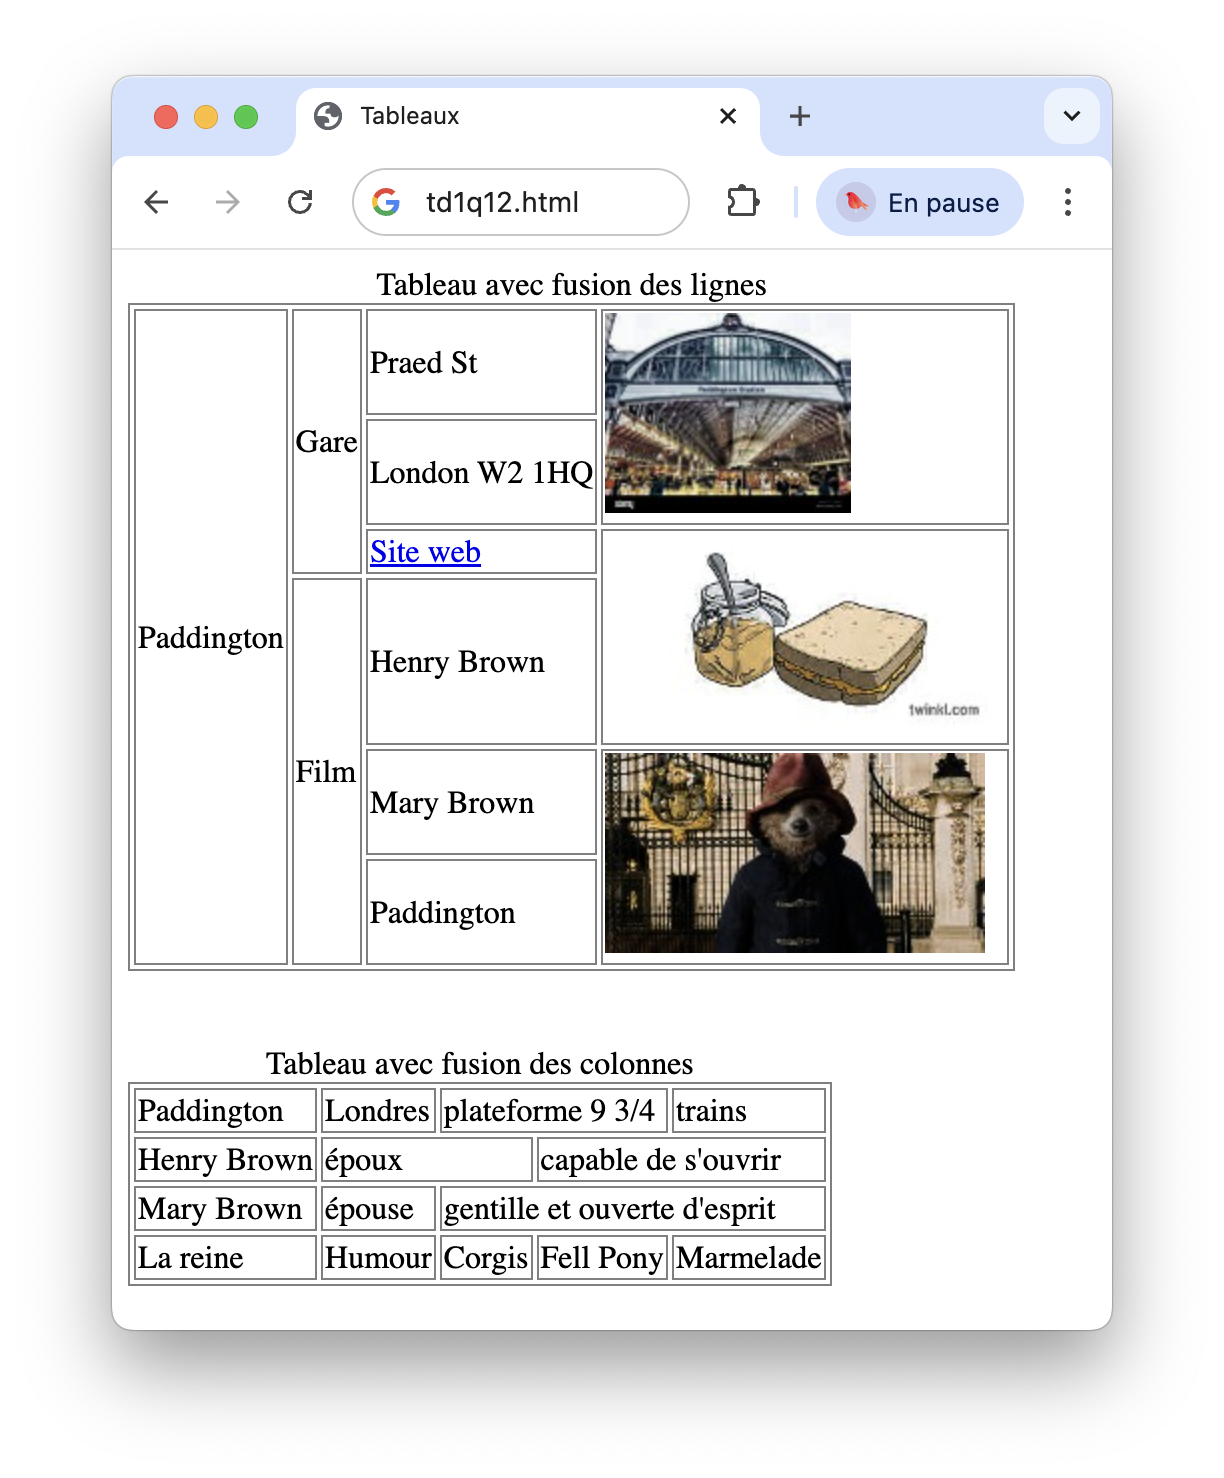 Tableaux
td1q12.html
En pause
Tableau avec fusion des lignes
Paddington
Gare
Praed St
Paddington Station
London W2 1HQ
Site web
Film
Henry Brown
twinkl.com
Mary Brown
Paddington
Tableau avec fusion des colonnes
Paddington Londres plateforme 9 3/4 trains
Henry Brown époux capable de s'ouvrir
Mary Brown épouse gentille et ouverte d'esprit
La reine Humour Corgis Fell Pony Marmelade